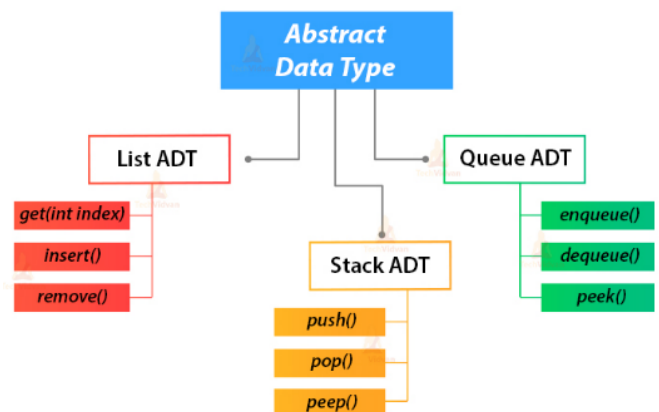 Abstract
Data Type
List ADT
get(int index)
insert()
remove()
Stack ADT
push()
pop()
peep()
Queue ADT
enqueue()
dequeue()
peek()